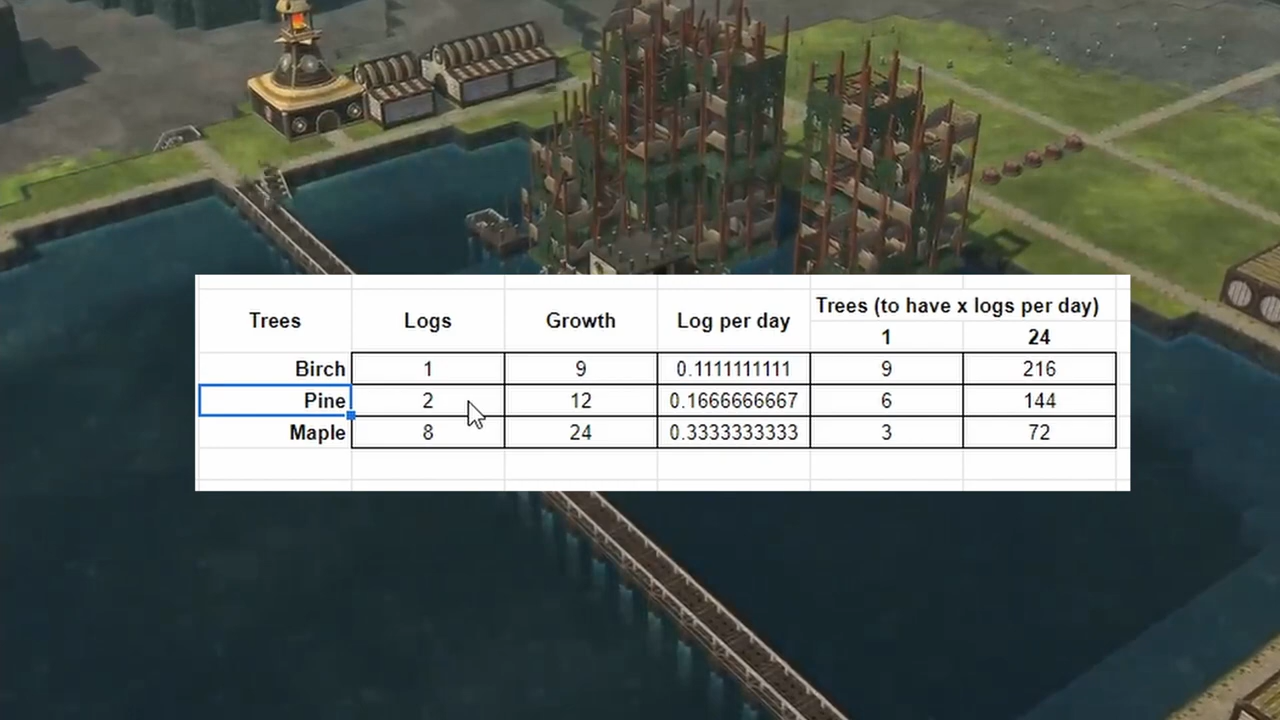 Trees Logs Growth Log per day Trees (to have x logs per day)
1 24
Birch 1 9 0.1111111111 9 216
Pine 2 12 0.1666666667 6 144
Maple 8 24 0.3333333333 3 72